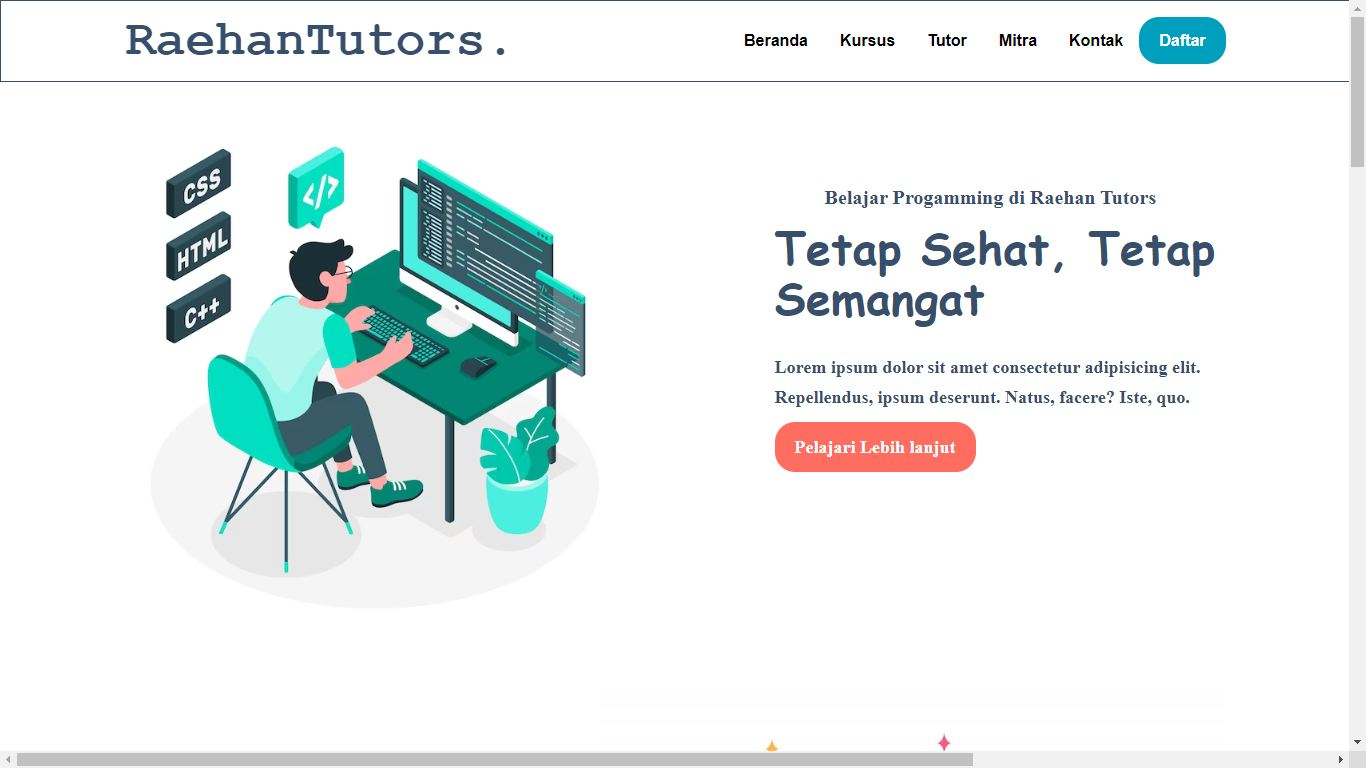 RaehanTutors.
Beranda Kursus Tutor Mitra Kontak Daftar
CSS
HTML
C++
</>
Belajar Progamming di Raehan Tutors
Tetap Sehat, Tetap
Semangat
Lorem ipsum dolor sit amet consectetur adipisicing elit.
Repellendus, ipsum deserunt. Natus, facere? Iste, quo.
Pelajari Lebih lanjut